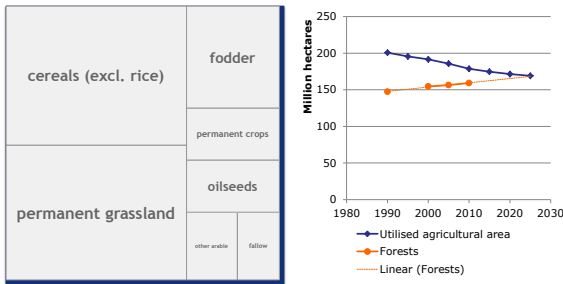 cereals (excl. rice)
fodder
permanent crops
permanent grassland
oilseeds
other arable
fallow
Million hectares
250
200
150
100
50
0
1980
1990
2000
2010
2020
2030
Utilised agricultural area
Forests
Linear (Forests)